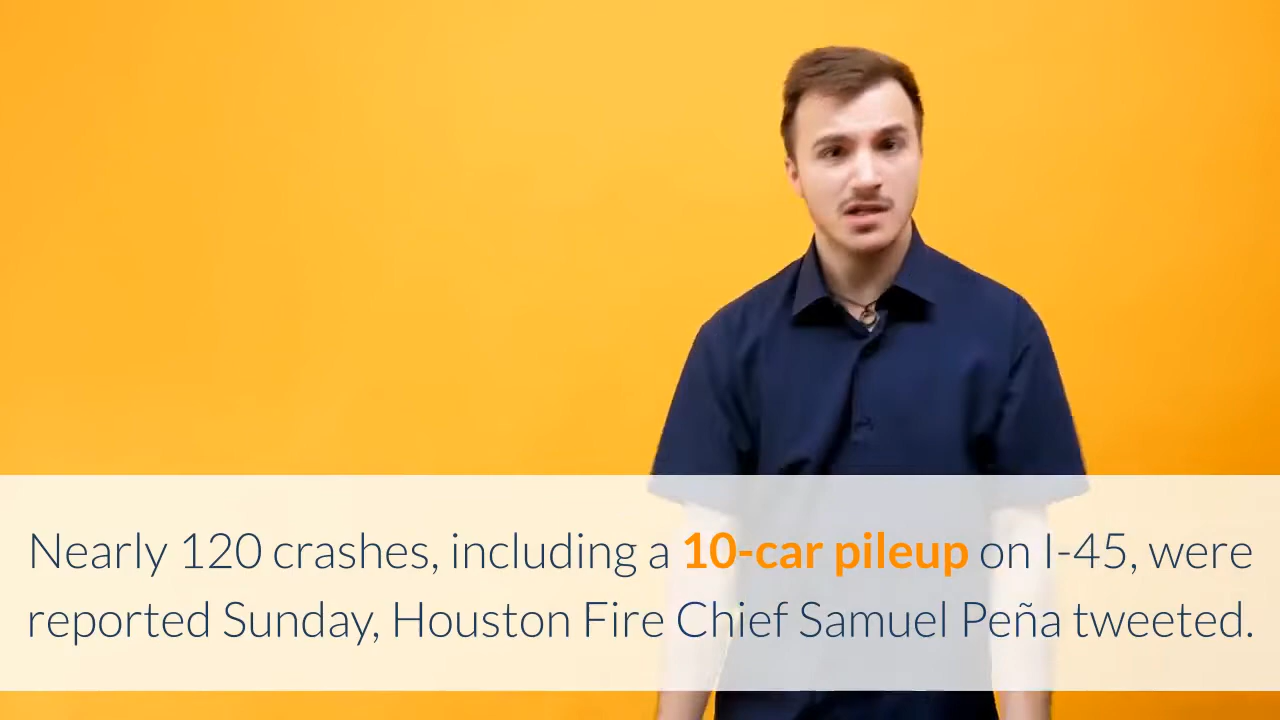 Nearly 120 crashes, including a 10-car pileup on I-45, were
reported Sunday, Houston Fire Chief Samuel Peña tweeted.